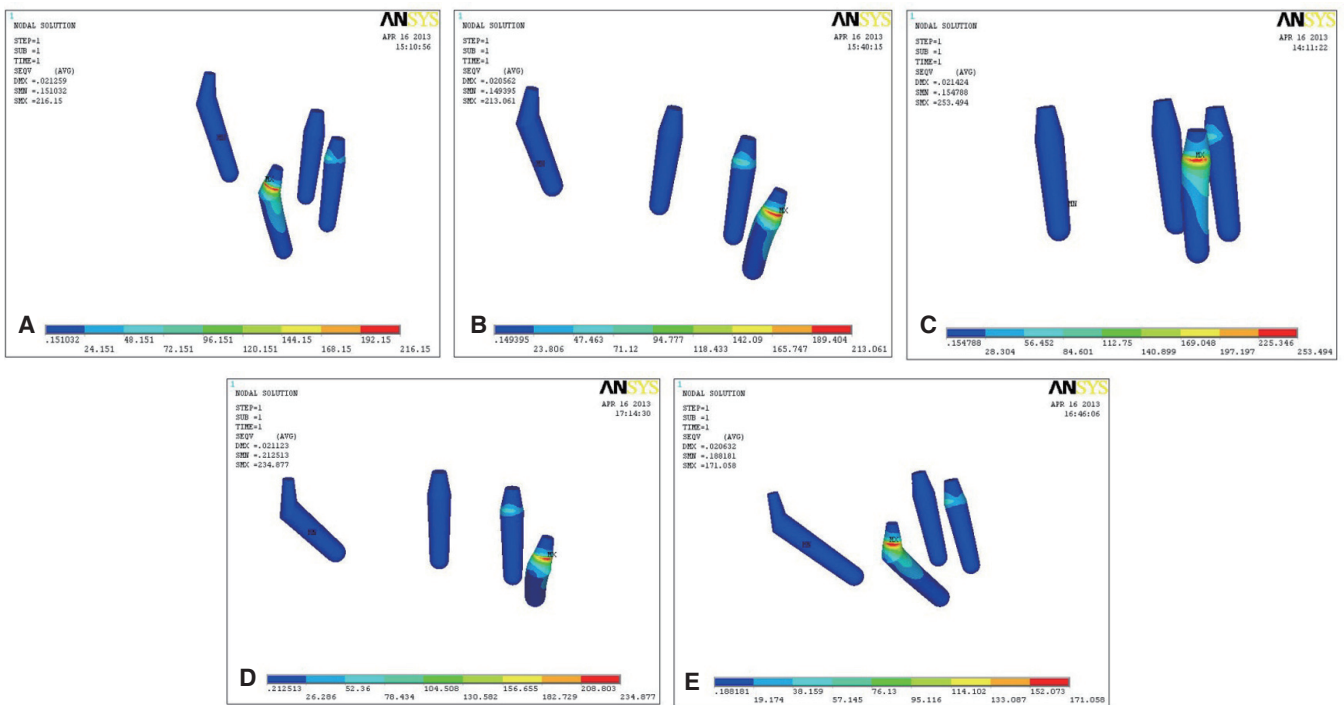 1
NODAL SOLUTION
STEP=1
SUB =1
TIME=1
SEQV (AVG)
DMX =.021259
SMN =.151032
SMX =216.15
ANSYS
APR 16 2013
15:10:56
MN
MX
A
.151032 48.151 96.151 144.15 192.15
24.151 72.151 120.151 168.15 216.15
1
NODAL SOLUTION
STEP=1
SUB =1
TIME=1
SEQV (AVG)
DMX =.020562
SMN =.149395
SMX =213.061
ANSYS
APR 16 2013
15:40:15
MN
MX
B
.149395 47.463 94.777 142.09 189.404
23.806 71.12 118.433 165.747 213.061
1
NODAL SOLUTION
STEP=1
SUB =1
TIME=1
SEQV (AVG)
DMX =.021424
SMN =.154788
SMX =253.494
ANSYS
APR 16 2013
14:11:22
MX
MN
C
.154788 56.452 112.75 169.048 225.346
28.304 84.601 140.899 197.197 253.494
1
NODAL SOLUTION
STEP=1
SUB =1
TIME=1
SEQV (AVG)
DMX =.021123
SMN =.212513
SMX =234.877
ANSYS
APR 16 2013
17:14:30
MN
MX
D
.212513 52.36 104.508 156.655 208.803
26.286 78.434 130.582 182.729 234.877
1
NODAL SOLUTION
STEP=1
SUB =1
TIME=1
SEQV (AVG)
DMX =.020632
SMN =.188181
SMX =171.058
ANSYS
APR 16 2013
16:46:06
MX
MN
E
.188181 38.159 76.13 114.102 152.073
19.174 57.145 95.116 133.087 171.058